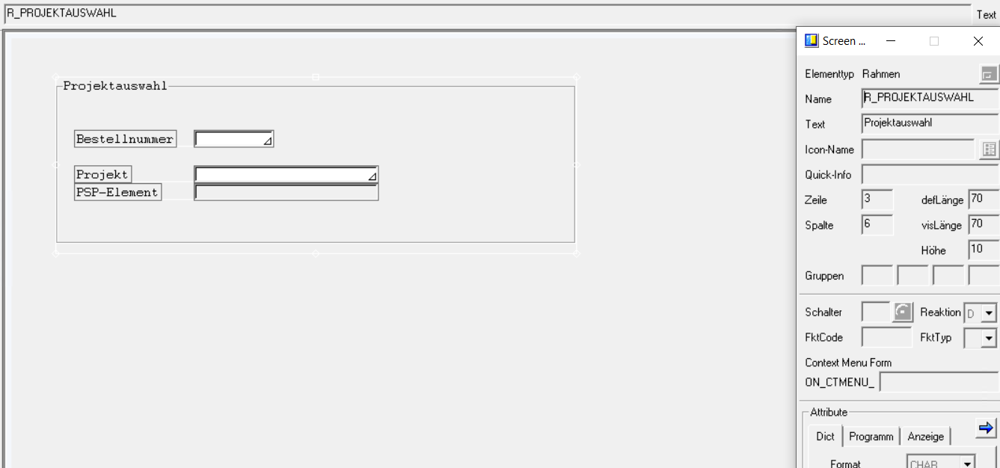 R_PROJEKTAUSWAHL Text
Screen ...
Projektauswahl
Bestellnummer
Projekt
PSP-Element
Elementtyp Rahmen
Name R_PROJEKTAUSWAHL
Text Projektauswahl
Icon-Name
Quick-Info
Zeile 3 defLänge 70
Spalte 6 visLänge 70
Höhe 10
Gruppen
Schalter Reaktion D
FktCode FktTyp
Context Menu Form
ON_CTMENU_
Attribute
Dict Programm Anzeige
Format CHAR